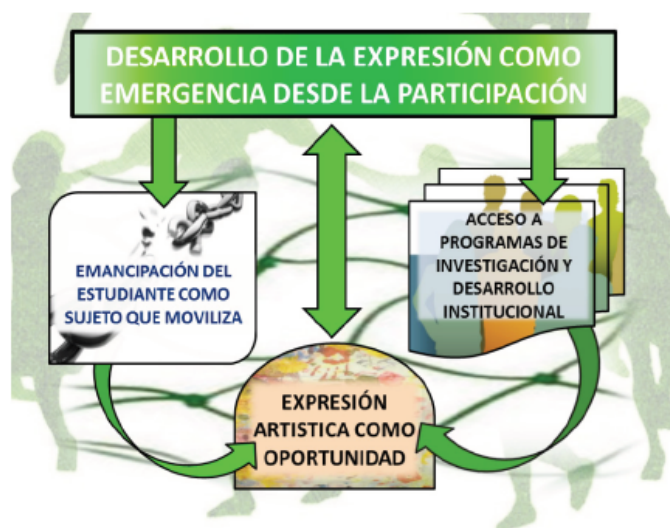 DESARROLLO DE LA EXPRESIÓN COMO
EMERGENCIA DESDE LA PARTICIPACIÓN
EMANCIPACIÓN DEL
ESTUDIANTE COMO
SUJETO QUE MOVILIZA
ACCESO A
PROGRAMAS DE
INVESTIGACIÓN Y
DESARROLLO
INSTITUCIONAL
EXPRESIÓN
ARTISTICA COMO
OPORTUNIDAD